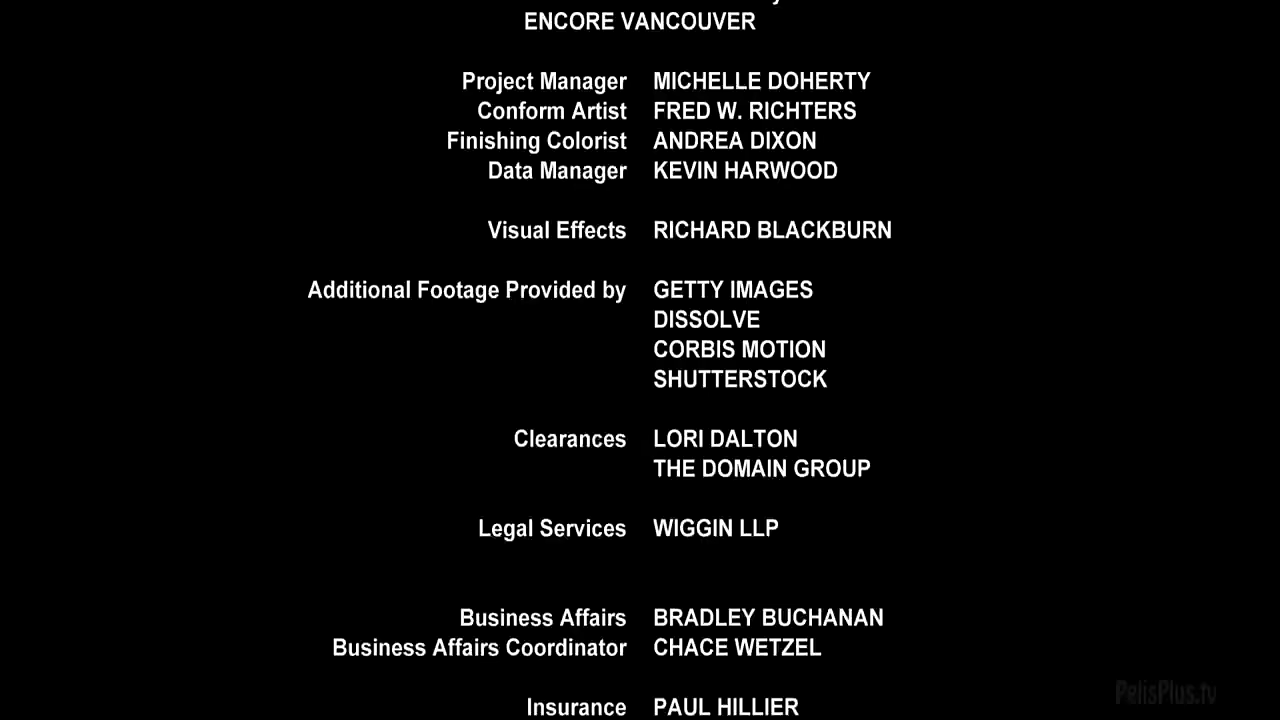 ENCORE VANCOUVER
Project Manager MICHELLE DOHERTY
Conform Artist FRED W. RICHTERS
Finishing Colorist ANDREA DIXON
Data Manager KEVIN HARWOOD
Visual Effects RICHARD BLACKBURN
Additional Footage Provided by GETTY IMAGES
DISSOLVE
CORBIS MOTION
SHUTTERSTOCK
Clearances LORI DALTON
THE DOMAIN GROUP
Legal Services WIGGIN LLP
Business Affairs BRADLEY BUCHANAN
Business Affairs Coordinator CHACE WETZEL
Insurance PAUL HILLIER
PelisPlus.tv